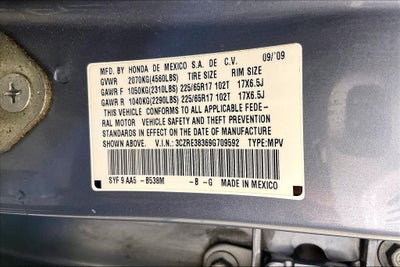 MFD. BY HONDA DE MEXICO S.A. DE C.V. 09/'09
GVWR 2070KG(4560LBS) TIRE SIZE RIM SIZE
GAWR F 1050KG(2310LBS) 225/65R17 102T 17X6.5J
GAWR R 1040KG(2290LBS) 225/65R17 102T 17X6.5J
THIS VEHICLE CONFORMS TO ALL APPLICABLE FEDE-
RAL MOTOR VEHICLE SAFETY AND THEFT PREVENTION
STANDARDS IN EFFECT ON THE DATE OF MANUFACTURE
SHOWN ABOVE. V.I.N.:3CZRE38369G709592 TYPE:MPV
SYF 9 AA5 -B538M -B -G MADE IN MEXICO